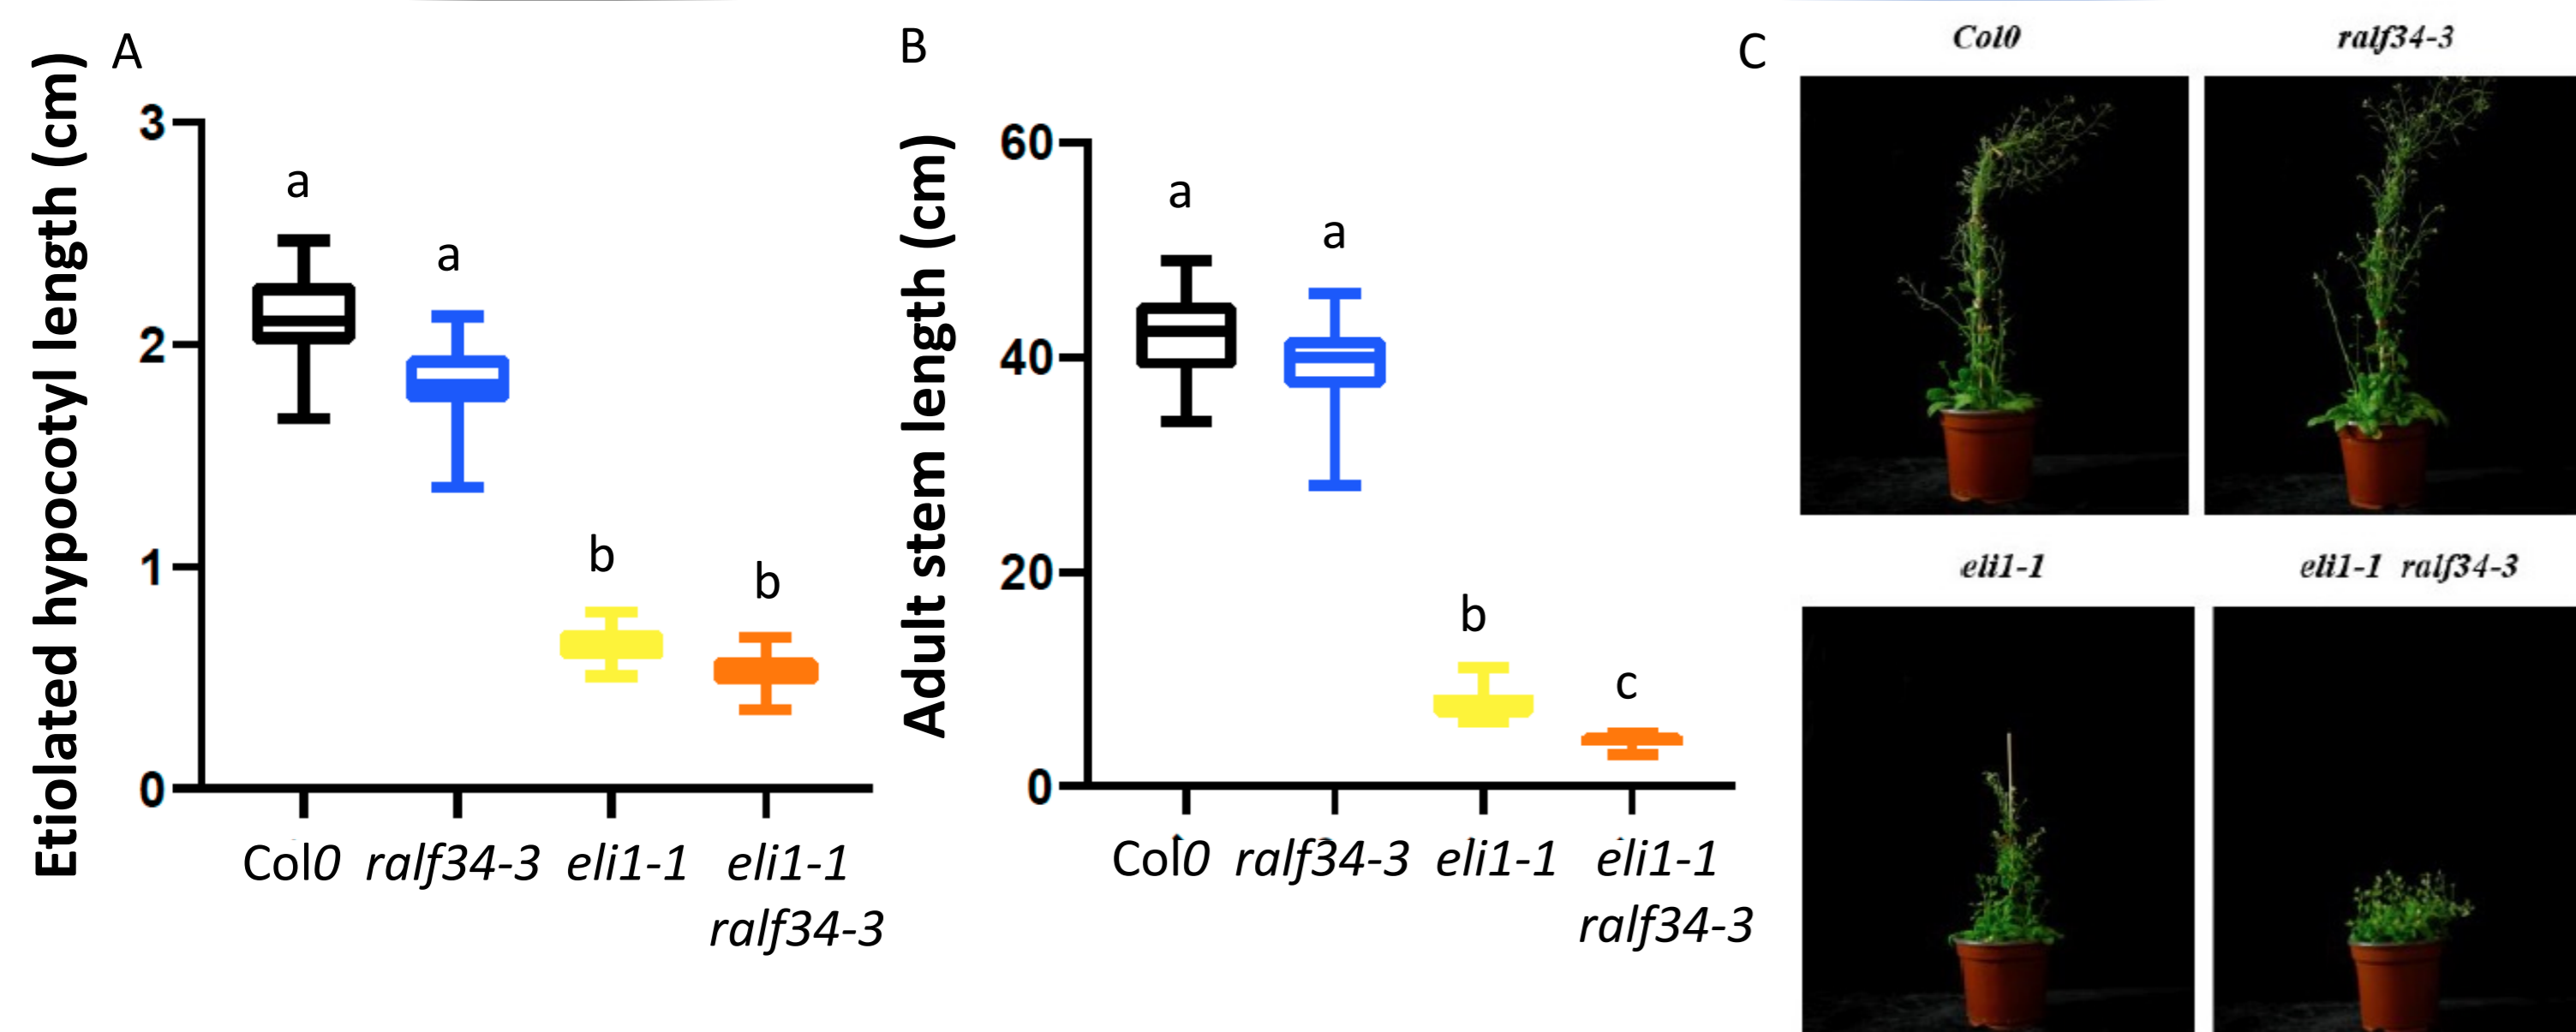 A
Etiolated hypocotyl length (cm)
3
2
1
0
a
a
b
b
Col0 ralf34-3 eli1-1 eli1-1
ralf34-3
B
Adult stem length (cm)
60
40
20
0
a
a
b
c
Col0 ralf34-3 eli1-1 eli1-1
ralf34-3
C
Col0 ralf34-3
eli1-1 eli1-1 ralf34-3